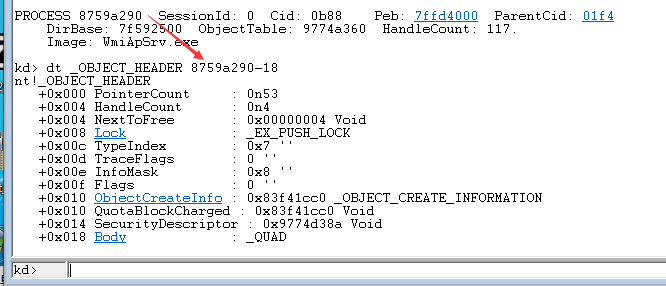 PROCESS 8759a290  SessionId: 0  Cid: 0b88    Peb: 7ffd4000  ParentCid: 01f4
    DirBase: 7f592500  ObjectTable: 9774a360  HandleCount: 117.
    Image: WmiApSrv.exe
kd> dt _OBJECT_HEADER 8759a290-18
nt!_OBJECT_HEADER
   +0x000 PointerCount     : 0n53
   +0x004 HandleCount      : 0n4
   +0x004 NextToFree       : 0x00000004 Void
   +0x008 Lock             : _EX_PUSH_LOCK
   +0x00c TypeIndex        : 0x7 ''
   +0x00d TraceFlags       : 0 ''
   +0x00e InfoMask         : 0x8 ''
   +0x00f Flags            : 0 ''
   +0x010 ObjectCreateInfo : 0x83f41cc0 _OBJECT_CREATE_INFORMATION
   +0x010 QuotaBlockCharged : 0x83f41cc0 Void
   +0x014 SecurityDescriptor : 0x9774d38a Void
   +0x018 Body             : _QUAD
kd>